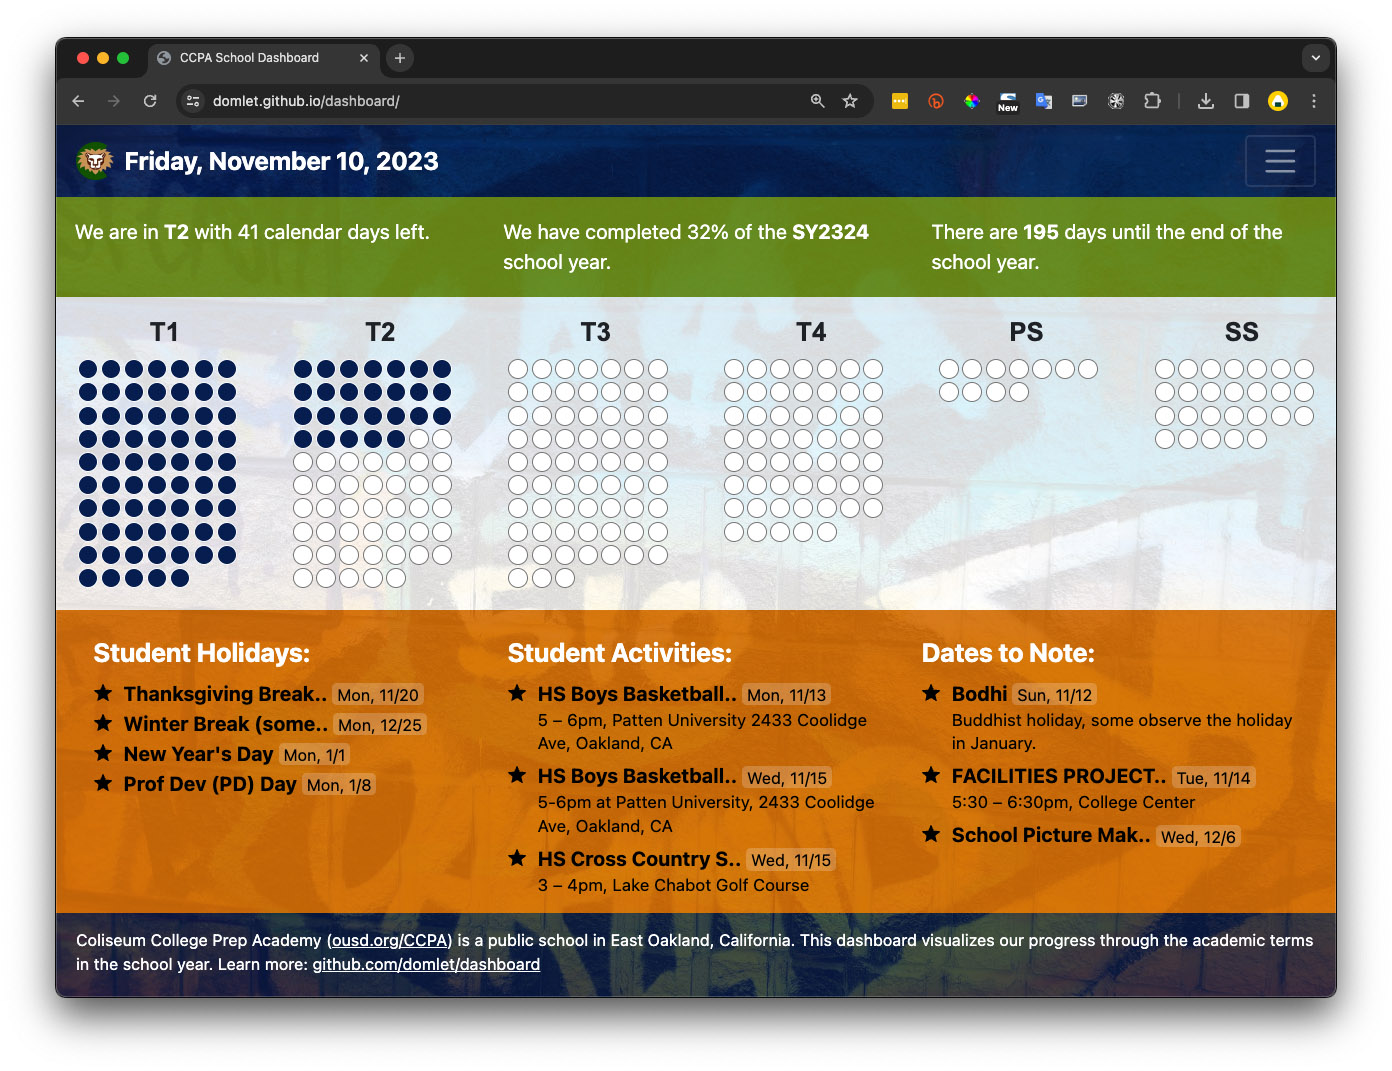 CCPA School Dashboard
domlet.github.io/dashboard/
New
Friday, November 10, 2023
We are in T2 with 41 calendar days left.
We have completed 32% of the SY2324
school year.
There are 195 days until the end of the
school year.
T1
T2
T3
T4
PS
SS
Student Holidays:
Thanksgiving Break.. Mon, 11/20
Winter Break (some.. Mon, 12/25
New Year's Day Mon, 1/1
Prof Dev (PD) Day Mon, 1/8
Student Activities:
HS Boys Basketball.. Mon, 11/13
5 – 6pm, Patten University 2433 Coolidge
Ave, Oakland, CA
HS Boys Basketball.. Wed, 11/15
5-6pm at Patten University, 2433 Coolidge
Ave, Oakland, CA
HS Cross Country S.. Wed, 11/15
3 – 4pm, Lake Chabot Golf Course
Dates to Note:
Bodhi Sun, 11/12
Buddhist holiday, some observe the holiday
in January.
FACILITIES PROJECT.. Tue, 11/14
5:30 – 6:30pm, College Center
School Picture Mak.. Wed, 12/6
Coliseum College Prep Academy (ousd.org/CCPA) is a public school in East Oakland, California. This dashboard visualizes our progress through the academic terms
in the school year. Learn more: github.com/domlet/dashboard